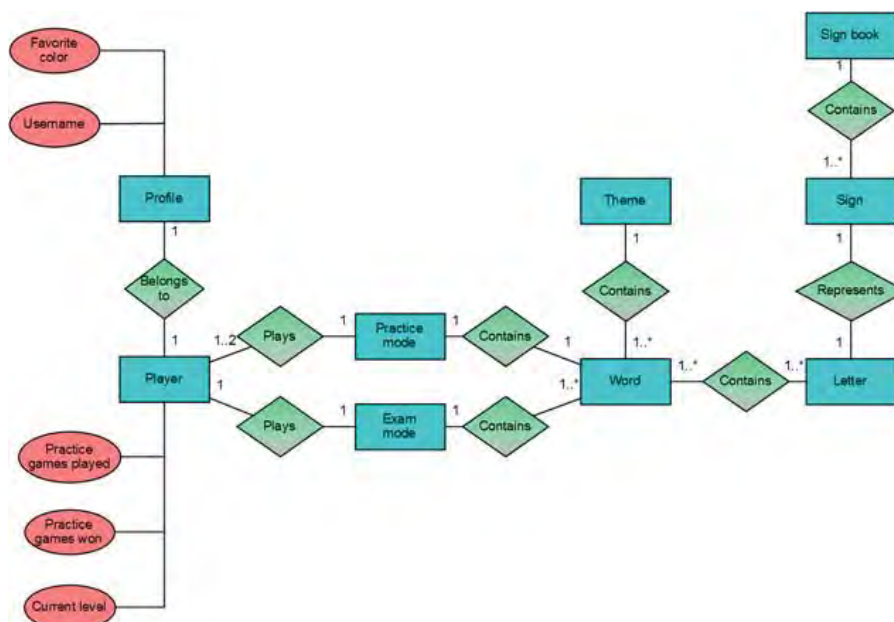 Favorite
color
Sign book
1
Contains
Username
1..*
Profile
Theme
Sign
1
1
1
Belongs
to
Contains
Represents
1
1..2
Plays
1
Practice
mode
1
Contains
1
1..*
1
Player
1
Word
1..*
Contains
1..*
Letter
1..*
Plays
1
Exam
mode
1
Contains
Practice
games played
Practice
games won
Current level